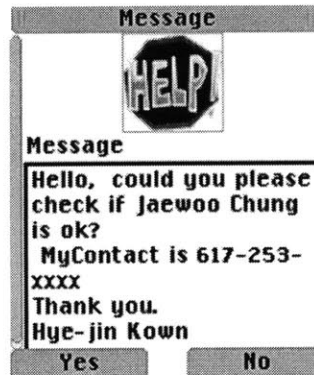 Message
HELP!
Message
Hello, could you please
check if Jaewoo Chung
is ok?
MyContact is 617-253-
xxxx
Thank you.
Hye-jin Kown
Yes
No